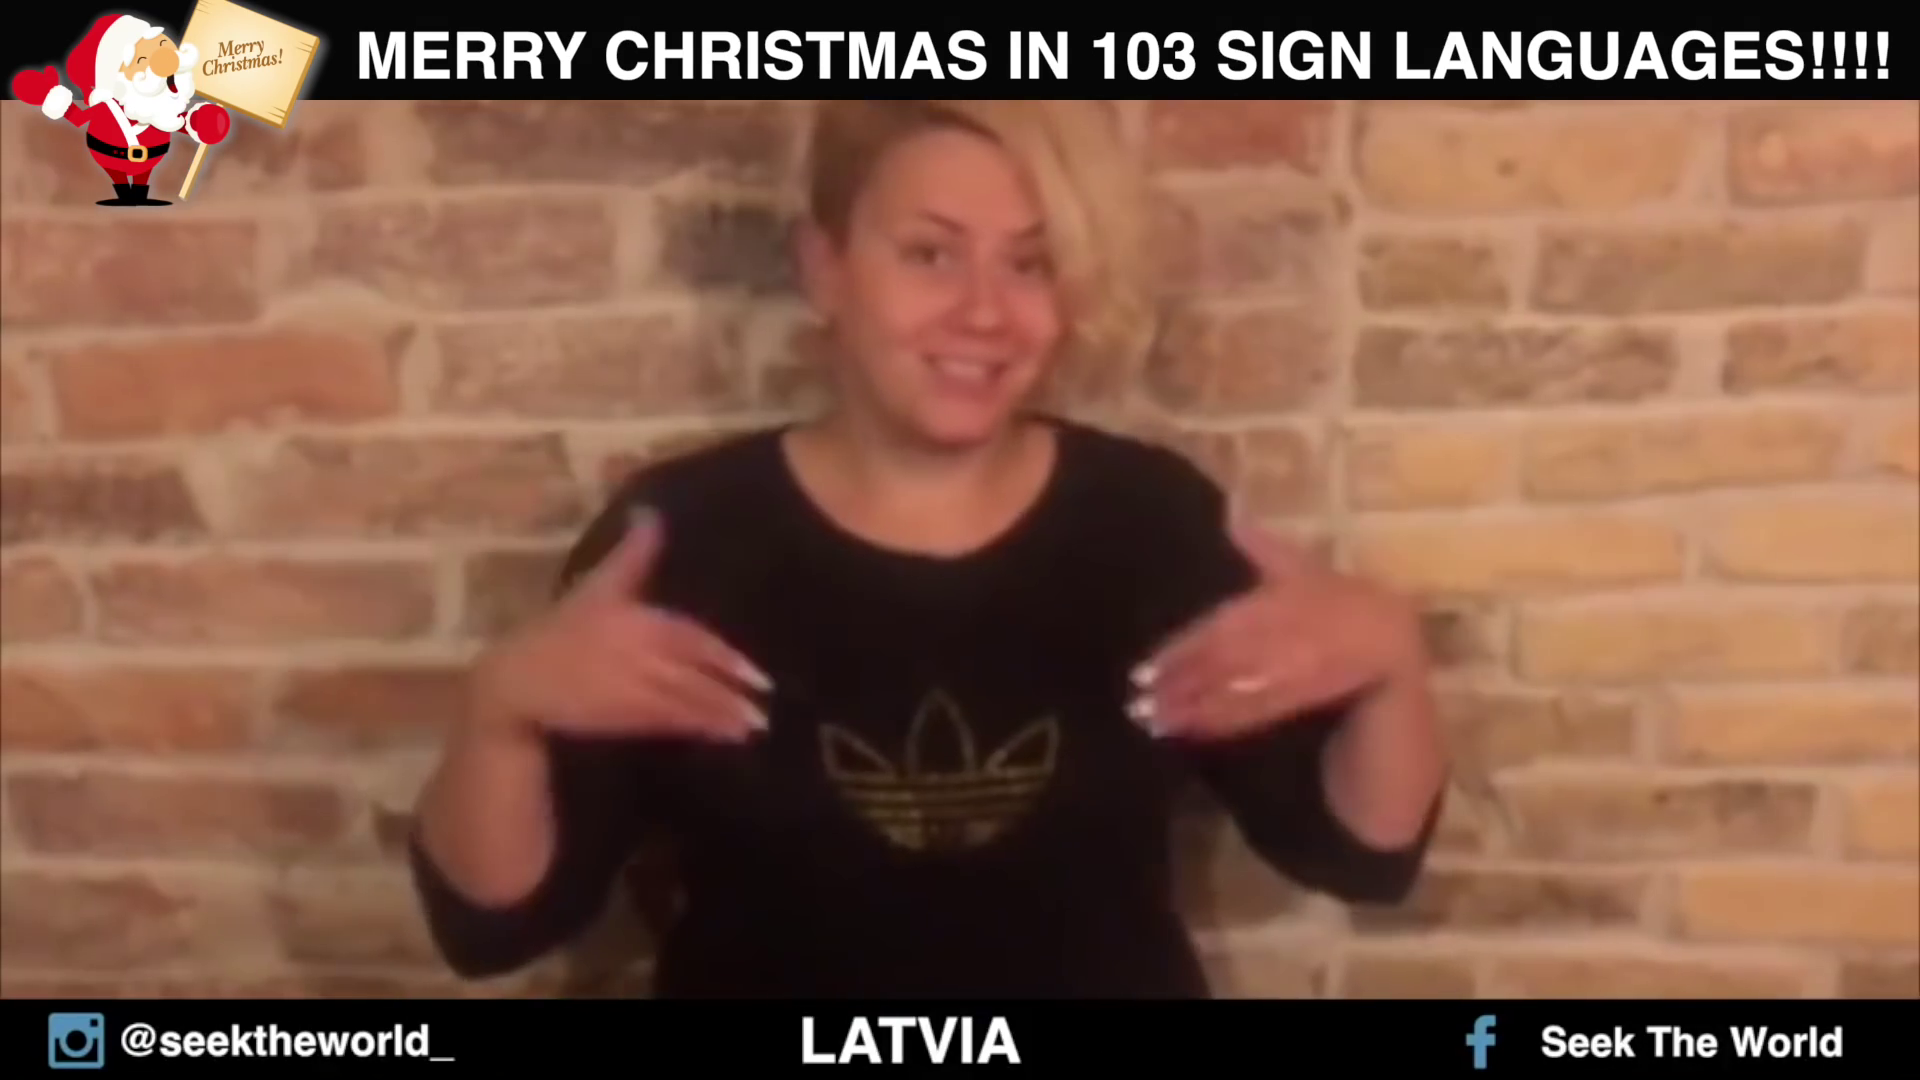 Merry
Christmas!
MERRY CHRISTMAS IN 103 SIGN LANGUAGES!!!!
@seektheworld_
LATVIA
Seek The World